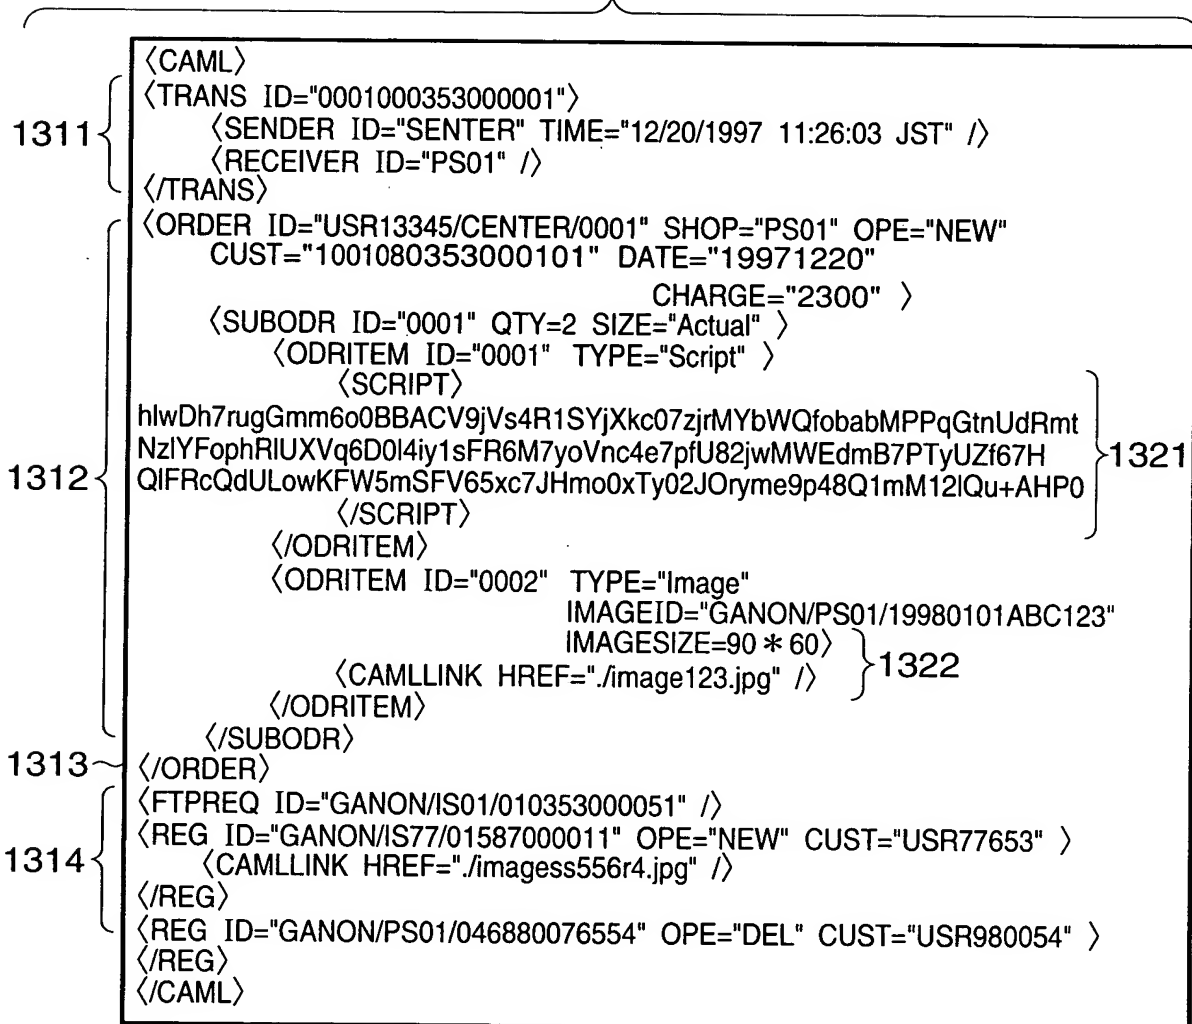 〈CAML〉
〈TRANS ID="0001000353000001"〉
1311
〈SENDER ID="SENTER" TIME="12/20/1997 11:26:03 JST" /〉
〈RECEIVER ID="PS01" /〉
〈/TRANS〉
〈ORDER ID="USR13345/CENTER/0001" SHOP="PS01" OPE="NEW"
CUST="1001080353000101" DATE="19971220"
CHARGE="2300" 〉
〈SUBODR ID="0001" QTY=2 SIZE="Actual" 〉
〈ODRITEM ID="0001" TYPE="Script" 〉
〈SCRIPT〉
hIwDh7rugGmm6o0BBACV9jVs4R1SYjXkc07zjrMYbWQfobabMPPqGtnUdRmt
NzlYFophRIUXVq6D0l4iy1sFR6M7yoVnc4e7pfU82jwMWEdmB7PTyUZf67H
1312
QIFRcQdULowKFW5mSFV65xc7JHmo0xTy02JOryme9p48Q1mM12lQu+AHP0
1321
〈/SCRIPT〉
〈/ODRITEM〉
〈ODRITEM ID="0002" TYPE="Image"
IMAGEID="GANON/PS01/19980101ABC123"
IMAGESIZE=90＊60〉
〈CAMLLINK HREF="./image123.jpg" /〉
1322
〈/ODRITEM〉
〈/SUBODR〉
1313
〈/ORDER〉
〈FTPREQ ID="GANON/IS01/010353000051" /〉
〈REG ID="GANON/IS77/01587000011" OPE="NEW" CUST="USR77653" 〉
1314
〈CAMLLINK HREF="./imagess556r4.jpg" /〉
〈/REG〉
〈REG ID="GANON/PS01/046880076554" OPE="DEL" CUST="USR980054" 〉
〈/REG〉
〈/CAML〉